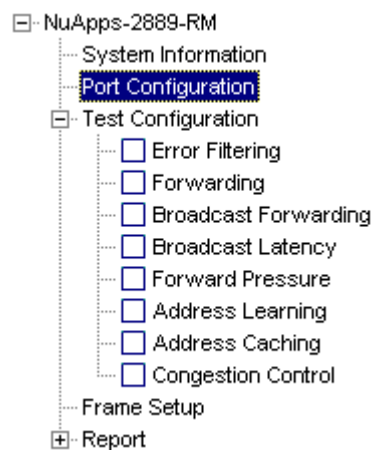 NuApps-2889-RM
System Information
Port Configuration
Test Configuration
Error Filtering
Forwarding
Broadcast Forwarding
Broadcast Latency
Forward Pressure
Address Learning
Address Caching
Congestion Control
Frame Setup
Report